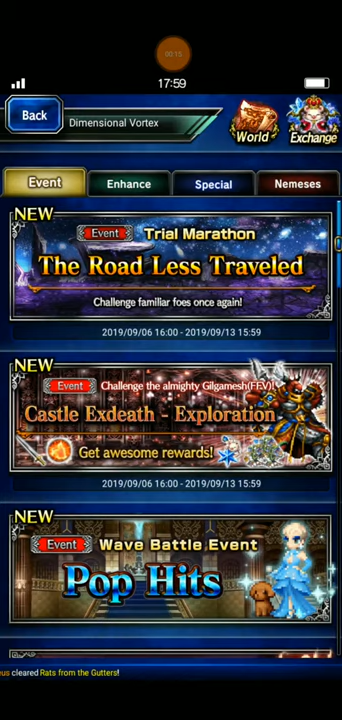 00:15
17:59
Back
Dimensional Vortex
World
Exchange
Event
Enhance
Special
Nemeses
NEW
Event Trial Marathon
The Road Less Traveled
Challenge familiar foes once again!
2019/09/06 16:00 - 2019/09/13 15:59
NEW
Event Challenge the almighty Gilgamesh(FFV)!
Castle Exdeath - Exploration
Get awesome rewards!
2019/09/06 16:00 - 2019/09/13 15:59
NEW
Event Wave Battle Event
Pop Hits
eus cleared Rats from the Gutters!